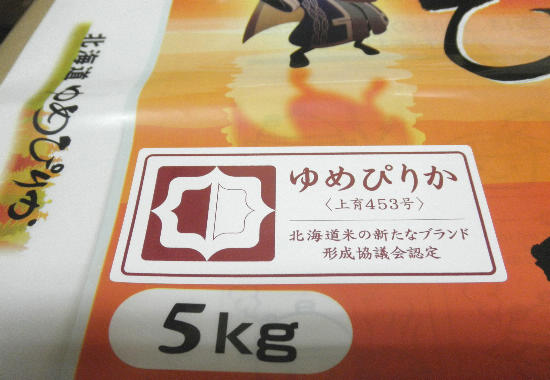 北海道ゆめぴりか
ゆめぴりか
〈上育453号〉
北海道米の新たなブランド
形成協議会認定
5kg